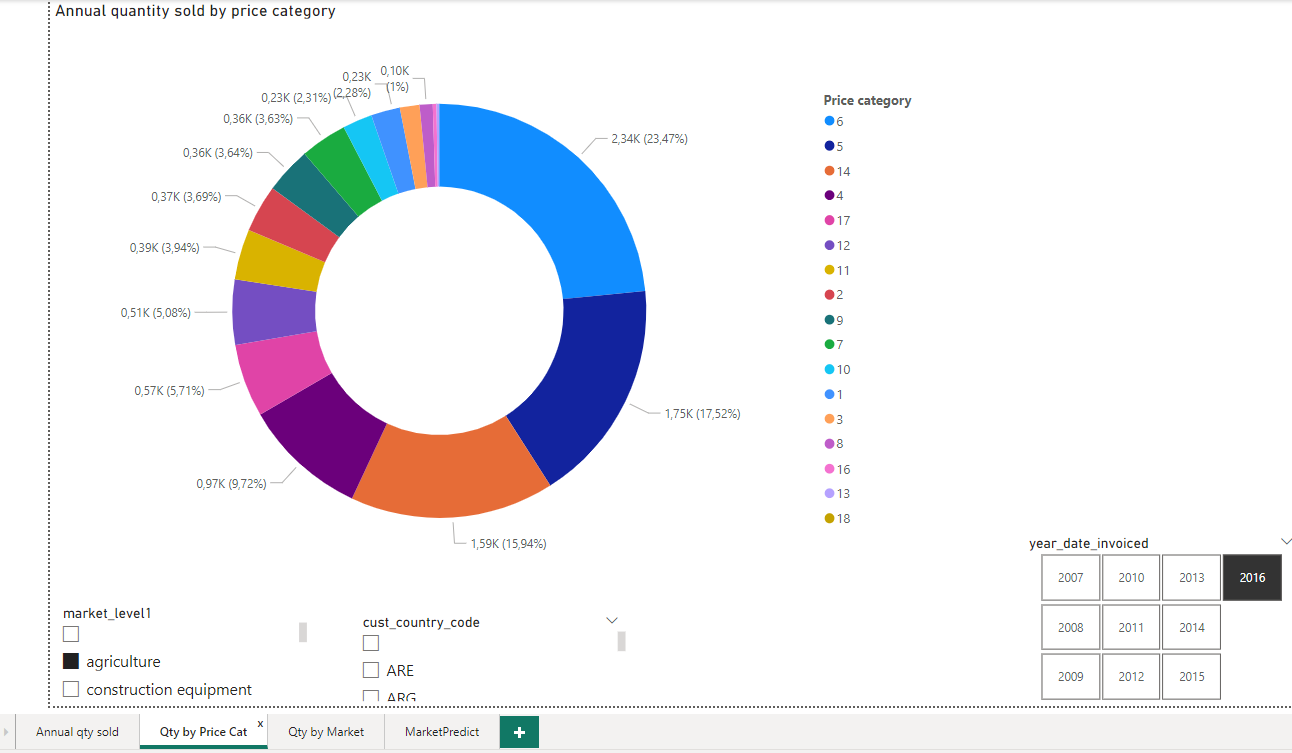 Annual quantity sold by price category
0,10K
(1%)
0,23K
(2,28%)
0,23K (2,31%)
0,36K (3,63%)
0,36K (3,64%)
0,37K (3,69%)
0,39K (3,94%)
0,51K (5,08%)
0,57K (5,71%)
0,97K (9,72%)
1,59K (15,94%)
1,75K (17,52%)
2,34K (23,47%)
Price category
6
5
14
4
17
12
11
2
9
7
10
1
3
8
16
13
18
market_level1
agriculture
construction equipment
cust_country_code
ARE
ARG
year_date_invoiced
2007 2010 2013 2016
2008 2011 2014
2009 2012 2015
Annual qty sold Qty by Price Cat x Qty by Market MarketPredict +